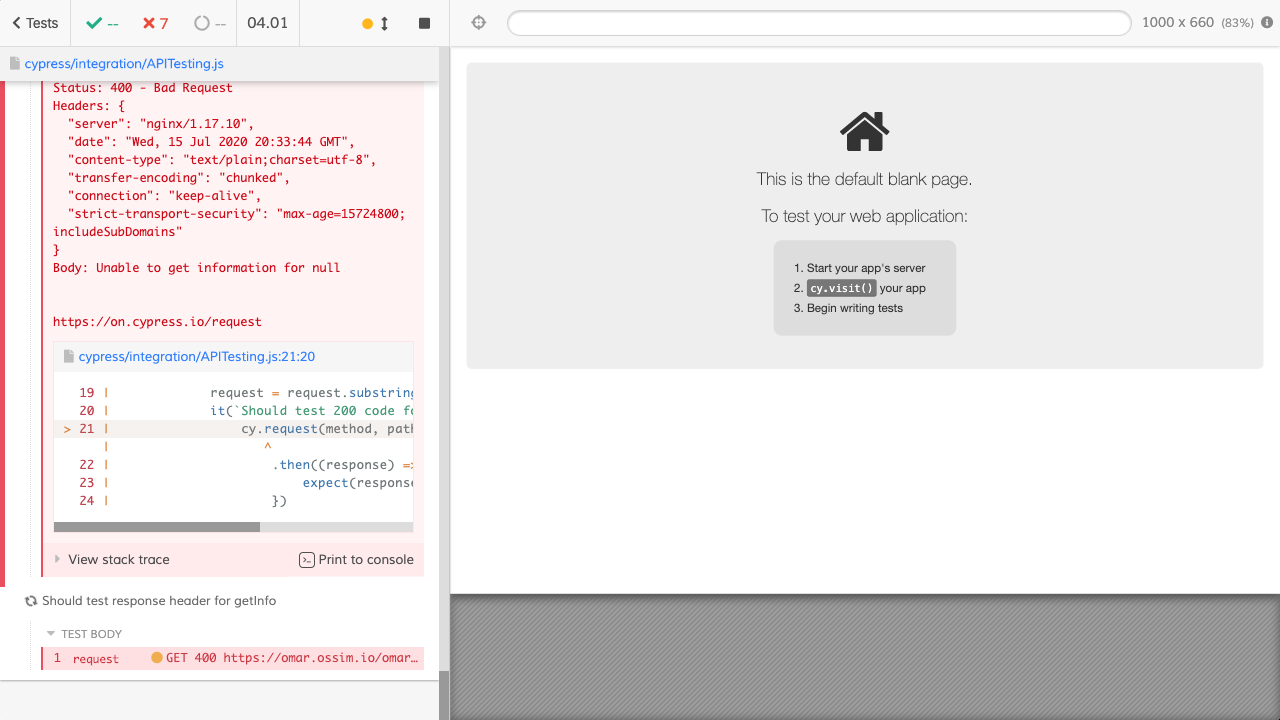 Tests -- 7 -- 04.01
1000 x 660 (83%)
cypress/integration/APITesting.js
Status: 400 - Bad Request
Headers: {
"server": "nginx/1.17.10",
"date": "Wed, 15 Jul 2020 20:33:44 GMT",
"content-type": "text/plain;charset=utf-8",
"transfer-encoding": "chunked",
"connection": "keep-alive",
"strict-transport-security": "max-age=15724800;
includeSubDomains"
}
Body: Unable to get information for null
https://on.cypress.io/request
cypress/integration/APITesting.js:21:20
19 | request = request.substring
20 | it(`Should test 200 code fo
> 21 | cy.request(method, path
| ^
22 | .then((response) =>
23 | expect(response
24 | })
View stack trace Print to console
Should test response header for getInfo
TEST BODY
1 request GET 400 https://omar.ossim.io/omar…
This is the default blank page.
To test your web application:
1. Start your app's server
2. cy.visit() your app
3. Begin writing tests